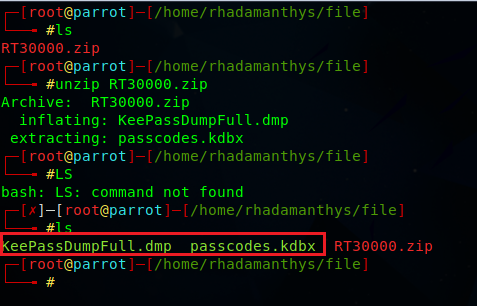 ┌─[root@parrot]─[/home/rhadamanthys/file]
└──╼ #ls
RT30000.zip
┌─[root@parrot]─[/home/rhadamanthys/file]
└──╼ #unzip RT30000.zip
Archive:  RT30000.zip
  inflating: KeePassDumpFull.dmp
 extracting: passcodes.kdbx
┌─[root@parrot]─[/home/rhadamanthys/file]
└──╼ #LS
bash: LS: command not found
┌─[✗]─[root@parrot]─[/home/rhadamanthys/file]
└──╼ #ls
KeePassDumpFull.dmp  passcodes.kdbx  RT30000.zip
┌─[root@parrot]─[/home/rhadamanthys/file]
└──╼ #